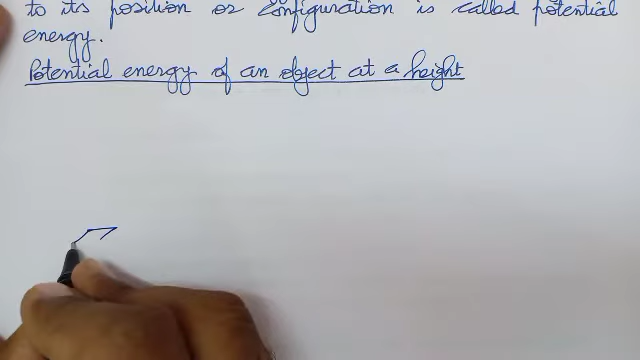 to its position or configuration is called potential
energy.
Potential energy of an object at a height